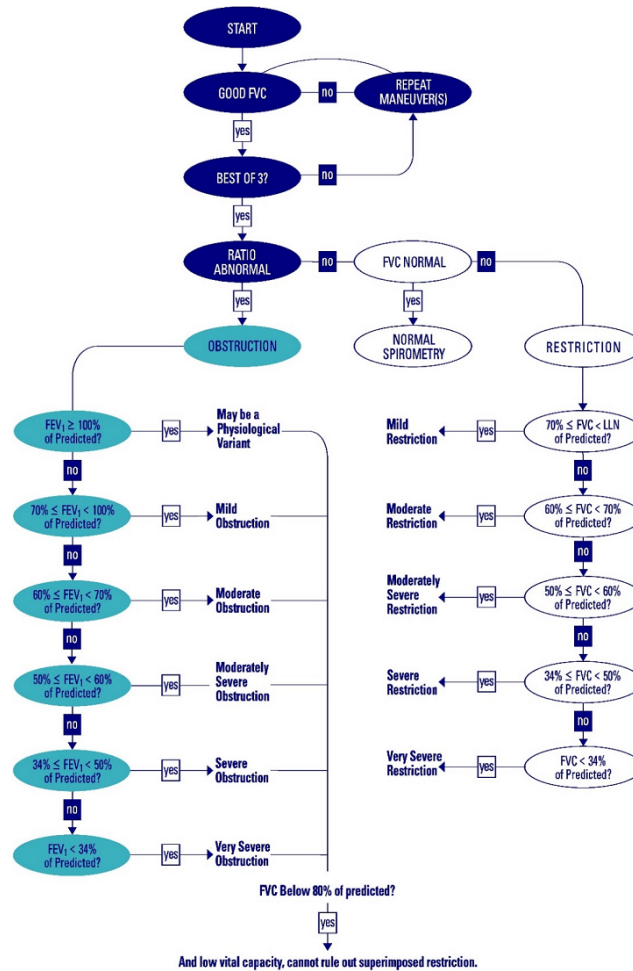 START
GOOD FVC
no
REPEAT
MANEUVER(S)
yes
BEST OF 3?
no
no
yes
RATIO
ABNORMAL
no
FVC NORMAL
no
yes
yes
OBSTRUCTION
NORMAL
SPIROMETRY
RESTRICTION
FEV₁ ≥ 100%
of Predicted?
yes
May be a
Physiological
Variant
no
70% ≤ FEV₁ < 100%
of Predicted?
yes
Mild
Obstruction
no
60% ≤ FEV₁ < 70%
of Predicted?
yes
Moderate
Obstruction
no
50% ≤ FEV₁ < 60%
of Predicted?
yes
Moderately
Severe
Obstruction
no
34% ≤ FEV₁ < 50%
of Predicted?
yes
Severe
Obstruction
no
FEV₁ < 34%
of Predicted?
yes
Very Severe
Obstruction
Mild
Restriction
yes
70% ≤ FVC < LLN
of Predicted?
no
Moderate
Restriction
yes
60% ≤ FVC < 70%
of Predicted?
no
Moderately
Severe
Restriction
yes
50% ≤ FVC < 60%
of Predicted?
no
Severe
Restriction
yes
34% ≤ FVC < 50%
of Predicted?
no
Very Severe
Restriction
yes
FVC < 34%
of Predicted?
FVC Below 80% of predicted?
yes
And low vital capacity, cannot rule out superimposed restriction.